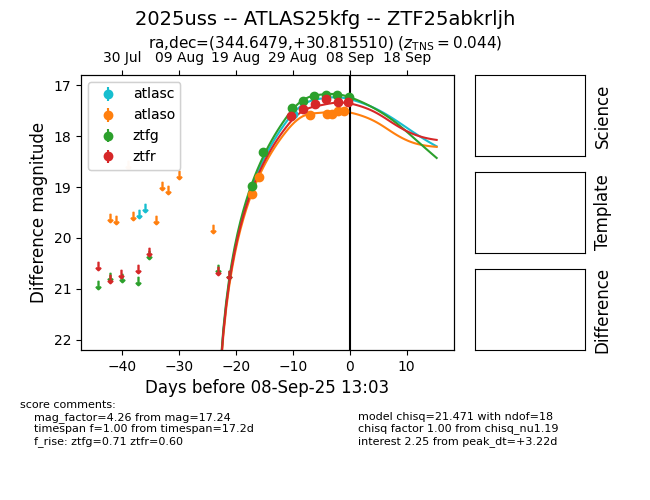 2025uss -- ATLAS25kfg -- ZTF25abkrljh
ra,dec=(344.6479,+30.815510) (z_TNS = 0.044)
30 Jul 09 Aug 19 Aug 29 Aug 08 Sep 18 Sep
17
18
19
20
21
22
Difference magnitude
atlasc
atlaso
ztfg
ztfr
−40 −30 −20 −10 0 10
Days before 08-Sep-25 13:03
Science
Template
Difference
score comments:
mag_factor=4.26 from mag=17.24
timespan f=1.00 from timespan=17.2d
f_rise: ztfg=0.71 ztfr=0.60
model chisq=21.471 with ndof=18
chisq factor 1.00 from chisq_nu1.19
interest 2.25 from peak_dt=+3.22d